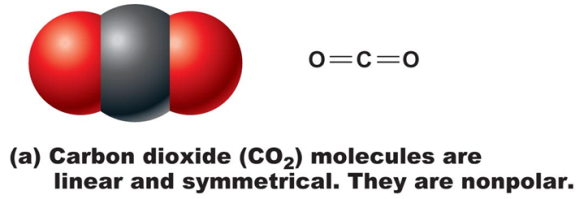 O=C=O
(a) Carbon dioxide (CO₂) molecules are
linear and symmetrical. They are nonpolar.